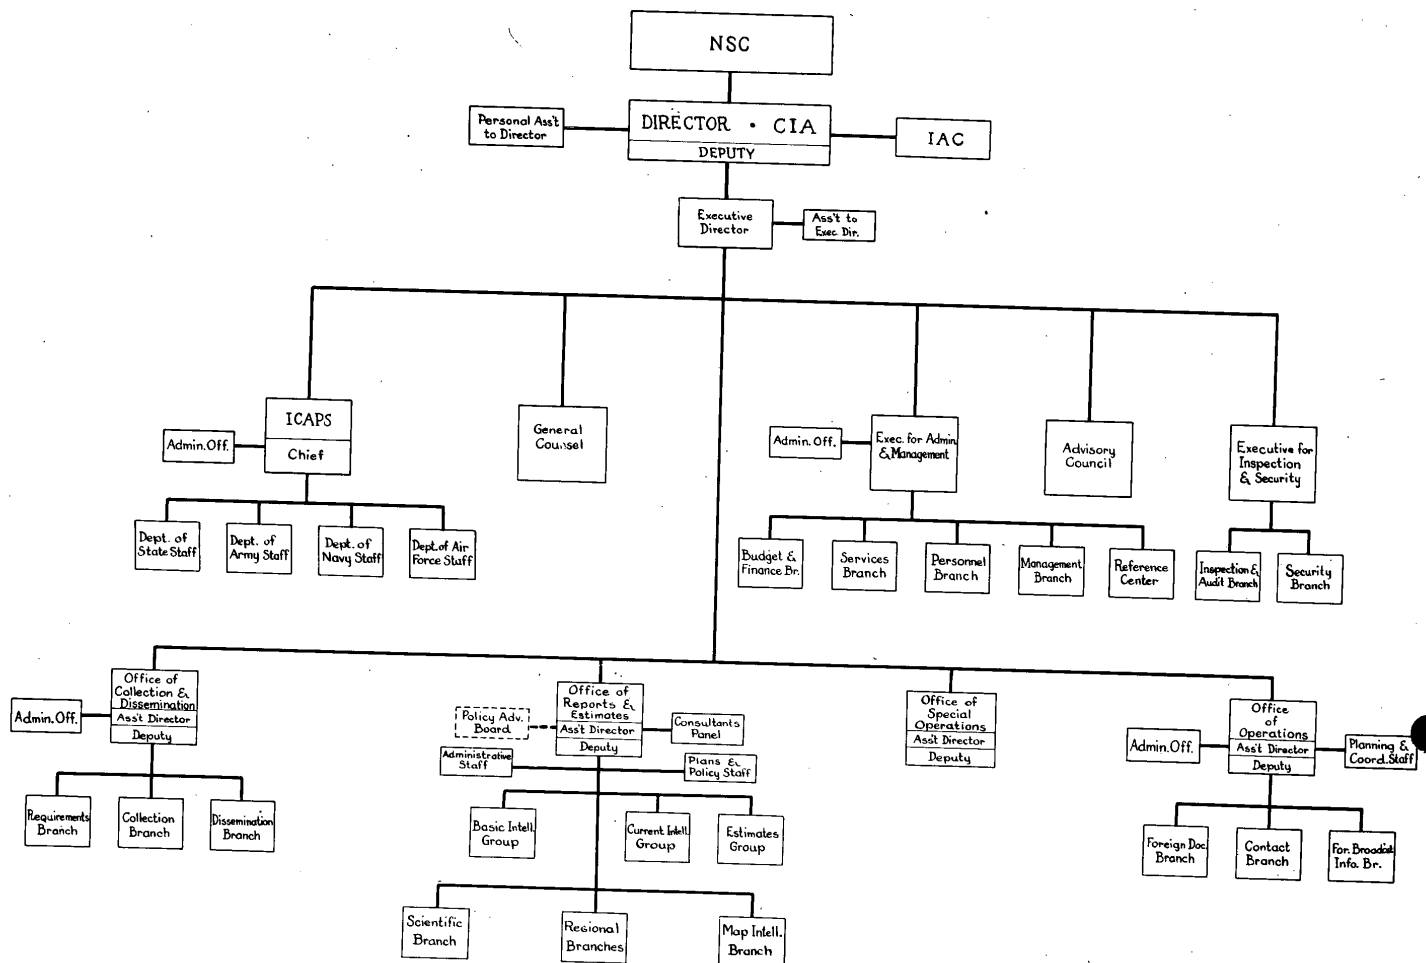 NSC
Personal Ass't
to Director
DIRECTOR • CIA
DEPUTY
IAC
Executive
Director
Ass't to
Exec. Dir.
Admin. Off.
ICAPS
Chief
General
Counsel
Admin. Off.
Exec. for Admin.
& Management
Advisory
Council
Executive for
Inspection
& Security
Dept. of
State Staff
Dept. of
Army Staff
Dept. of
Navy Staff
Dept. of Air
Force Staff
Budget &
Finance Br.
Services
Branch
Personnel
Branch
Management
Branch
Reference
Center
Inspection &
Audit Branch
Security
Branch
Admin. Off.
Office of
Collection &
Dissemination
Ass't Director
Deputy
Policy Adv.
Board
Office of
Reports &
Estimates
Ass't Director
Deputy
Consultants
Panel
Administrative
Staff
Plans &
Policy Staff
Office of
Special
Operations
Ass't Director
Deputy
Admin. Off.
Office
of
Operations
Ass't Director
Deputy
Planning &
Coord. Staff
Requirements
Branch
Collection
Branch
Dissemination
Branch
Basic Intell.
Group
Current Intell.
Group
Estimates
Group
Foreign Doc.
Branch
Contact
Branch
For. Broadcast
Info. Br.
Scientific
Branch
Regional
Branches
Map Intell.
Branch